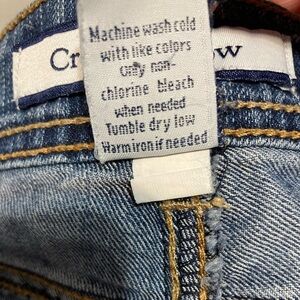 Machine wash cold
with like colors
Only non-
chlorine bleach
when needed
Tumble dry low
Warm iron if needed
Cr
w